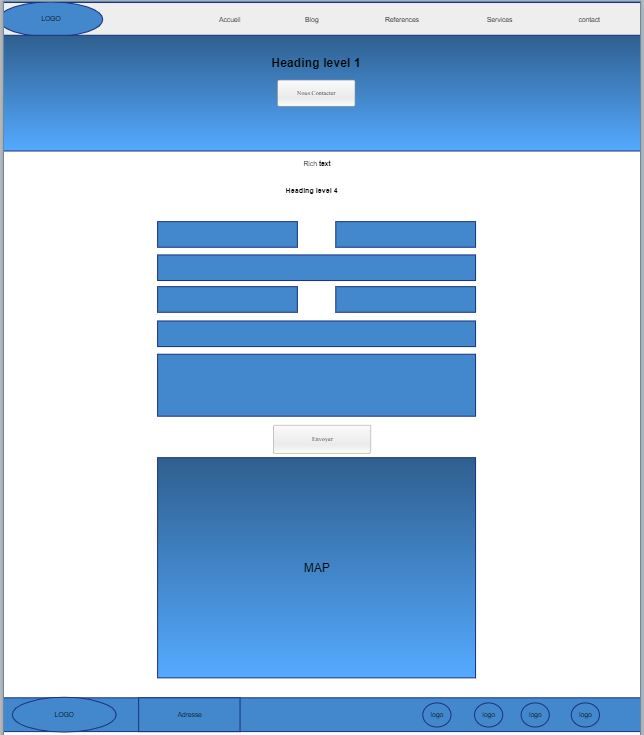 LOGO Accueil Blog References Services contact
Heading level 1
Nous Contacter
Rich text
Heading level 4
Envoyer
MAP
LOGO Adresse logo logo logo logo